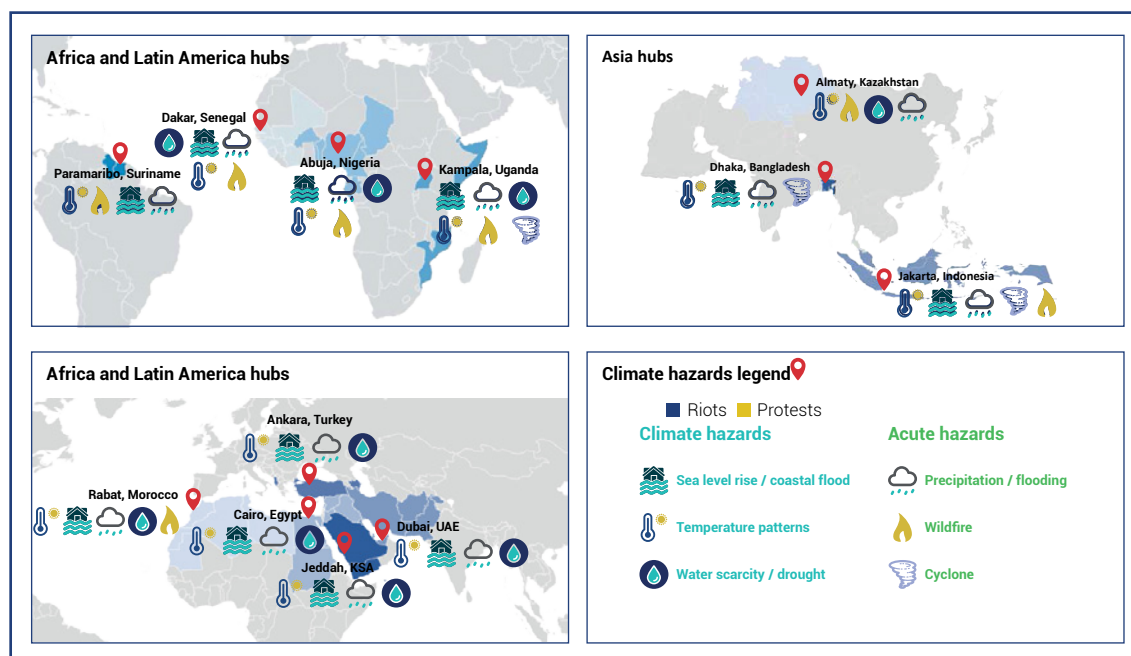 Africa and Latin America hubs
Dakar, Senegal
Paramaribo, Suriname
Abuja, Nigeria
Kampala, Uganda
Asia hubs
Almaty, Kazakhstan
Dhaka, Bangladesh
Jakarta, Indonesia
Africa and Latin America hubs
Ankara, Turkey
Rabat, Morocco
Cairo, Egypt
Dubai, UAE
Jeddah, KSA
Climate hazards legend
Riots Protests
Climate hazards Acute hazards
Sea level rise / coastal flood Precipitation / flooding
Temperature patterns Wildfire
Water scarcity / drought Cyclone